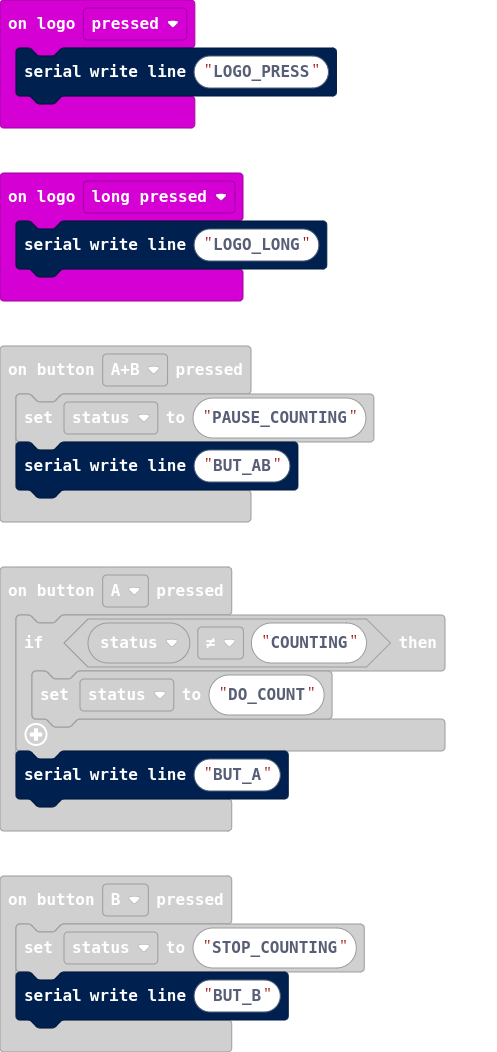 on logo pressed
serial write line "LOGO_PRESS"
on logo long pressed
serial write line "LOGO_LONG"
on button A+B pressed
set status to "PAUSE_COUNTING"
serial write line "BUT_AB"
on button A pressed
if status ≠ "COUNTING" then
set status to "DO_COUNT"
serial write line "BUT_A"
on button B pressed
set status to "STOP_COUNTING"
serial write line "BUT_B"